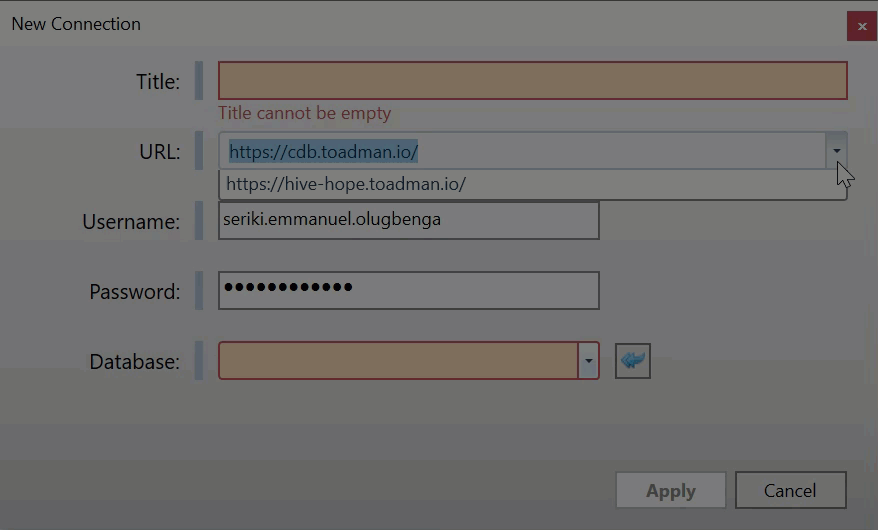 New Connection
Title:
Title cannot be empty
URL:
https://cdb.toadman.io/
https://hive-hope.toadman.io/
Username:
seriki.emmanuel.olugbenga
Password:
●●●●●●●●●●●●
Database:
Apply
Cancel